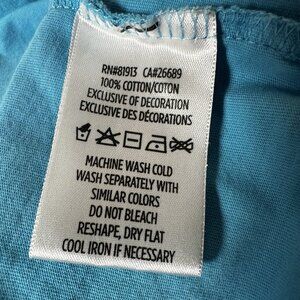 RN#81913 CA#26689
100% COTTON/COTON
EXCLUSIVE OF DECORATION
EXCLUSIVE DES DÉCORATIONS
MACHINE WASH COLD
WASH SEPARATELY WITH
SIMILAR COLORS
DO NOT BLEACH
RESHAPE, DRY FLAT
COOL IRON IF NECESSARY